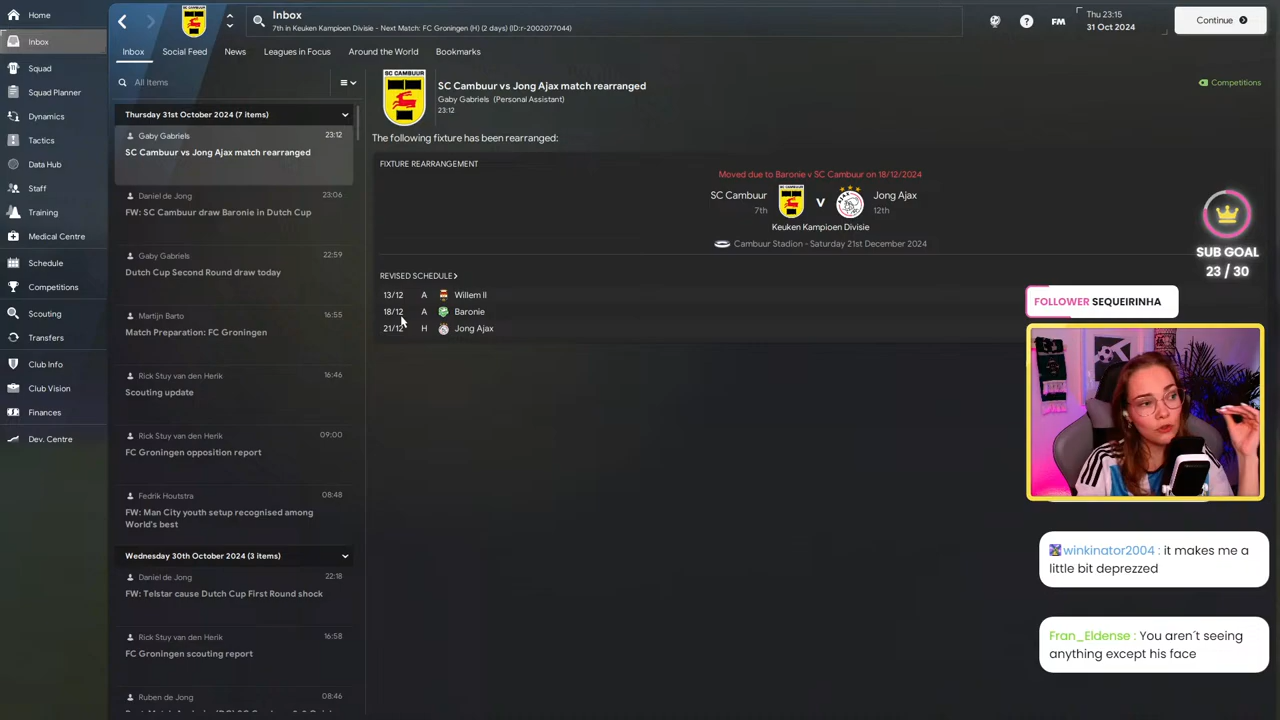 Home
Inbox
Squad
Squad Planner
Dynamics
Tactics
Data Hub
Staff
Training
Medical Centre
Schedule
Competitions
Scouting
Transfers
Club Info
Club Vision
Finances
Dev. Centre
Inbox
7th in Keuken Kampioen Divisie - Next Match: FC Groningen (H) (2 days) (ID:r-2002077044)
FM
Thu 23:15
31 Oct 2024
Continue
Inbox
Social Feed
News
Leagues in Focus
Around the World
Bookmarks
All Items
Thursday 31st October 2024 (7 items)
Gaby Gabriels 23:12
SC Cambuur vs Jong Ajax match rearranged
Daniel de Jong 23:06
FW: SC Cambuur draw Baronie in Dutch Cup
Gaby Gabriels 22:59
Dutch Cup Second Round draw today
Martijn Barto 16:55
Match Preparation: FC Groningen
Rick Stuy van den Herik 16:46
Scouting update
Rick Stuy van den Herik 09:00
FC Groningen opposition report
Fedrik Houtstra 08:48
FW: Man City youth setup recognised among
World's best
Wednesday 30th October 2024 (3 items)
Daniel de Jong 22:18
FW: Telstar cause Dutch Cup First Round shock
Rick Stuy van den Herik 16:58
FC Groningen scouting report
Ruben de Jong 08:46
SC CAMBUUR
SC Cambuur vs Jong Ajax match rearranged
Gaby Gabriels (Personal Assistant)
23:12
Competitions
The following fixture has been rearranged:
FIXTURE REARRANGEMENT
Moved due to Baronie v SC Cambuur on 18/12/2024
SC Cambuur v Jong Ajax
7th 12th
Keuken Kampioen Divisie
Cambuur Stadion - Saturday 21st December 2024
REVISED SCHEDULE
13/12 A Willem II
18/12 A Baronie
21/12 H Jong Ajax
SUB GOAL
23 / 30
FOLLOWER SEQUEIRINHA
winkinator2004 : it makes me a
little bit deprezzed
Fran_Eldense : You aren´t seeing
anything except his face